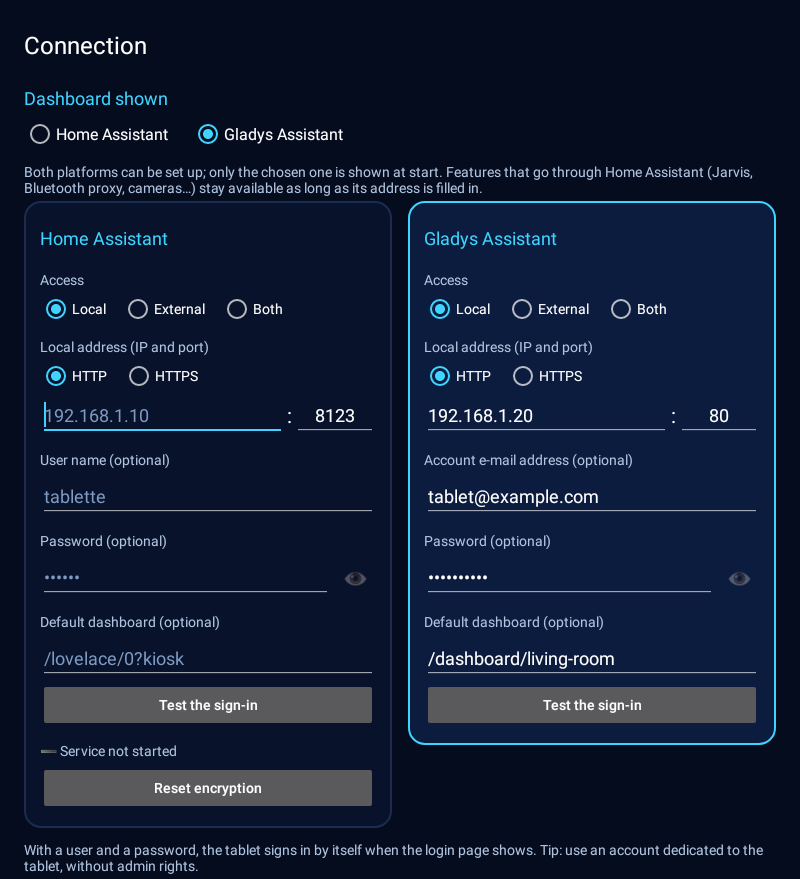 Connection
Dashboard shown
Home Assistant
Gladys Assistant
Both platforms can be set up; only the chosen one is shown at start. Features that go through Home Assistant (Jarvis,
Bluetooth proxy, cameras…) stay available as long as its address is filled in.
Home Assistant
Access
Local
External
Both
Local address (IP and port)
HTTP
HTTPS
192.168.1.10 : 8123
User name (optional)
tablette
Password (optional)
••••••
Default dashboard (optional)
/lovelace/0?kiosk
Test the sign-in
Service not started
Reset encryption
Gladys Assistant
Access
Local
External
Both
Local address (IP and port)
HTTP
HTTPS
192.168.1.20 : 80
Account e-mail address (optional)
tablet@example.com
Password (optional)
••••••••••
Default dashboard (optional)
/dashboard/living-room
Test the sign-in
With a user and a password, the tablet signs in by itself when the login page shows. Tip: use an account dedicated to the
tablet, without admin rights.